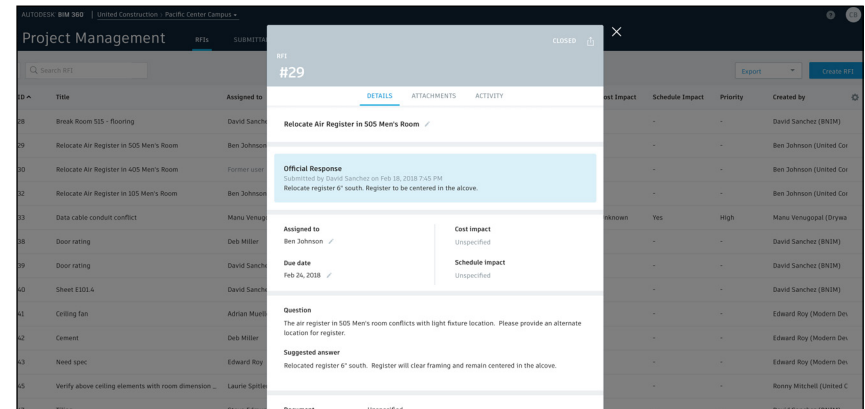 AUTODESK BIM 360 United Construction : Pacific Center Campus
Project Management RFIs SUBMITTA
Search RFI Export Create RFI
ID Title Assigned to ost Impact Schedule Impact Priority Created by
28 Break Room 515 - flooring David Sanche - - David Sanchez (BNIM)
29 Relocate Air Register in 505 Men's Room Ben Johnson - - Ben Johnson (United Cor
30 Relocate Air Register in 405 Men's Room Former user - - Ben Johnson (United Cor
32 Relocate Air Register in 105 Men's Room Ben Johnson - - Ben Johnson (United Cor
33 Data cable conduit conflict Manu Venugo nknown Yes High Manu Venugopal (Drywa
38 Door rating Deb Miller - - David Sanchez (BNIM)
39 Door rating David Sanche - - David Sanchez (BNIM)
40 Sheet E101.4 David Sanche - - David Sanchez (BNIM)
41 Ceiling fan Adrian Muelle - - Edward Roy (Modern Dev
42 Cement Deb Miller - - Edward Roy (Modern Dev
43 Need spec Edward Roy - - Edward Roy (Modern Dev
45 Verify above ceiling elements with room dimension _ Laurie Spitler - - Ronny Mitchell (United C
CLOSED
RFI
#29
DETAILS ATTACHMENTS ACTIVITY
Relocate Air Register in 505 Men's Room
Official Response
Submitted by David Sanchez on Feb 18, 2018 7:45 PM
Relocate register 6" south. Register to be centered in the alcove.
Assigned to Cost impact
Ben Johnson Unspecified
Due date Schedule impact
Feb 24, 2018 Unspecified
Question
The air register in 505 Men's room conflicts with light fixture location. Please provide an alternate
location for register.
Suggested answer
Relocated register 6" south. Register will clear framing and remain centered in the alcove.
Document Unspecified